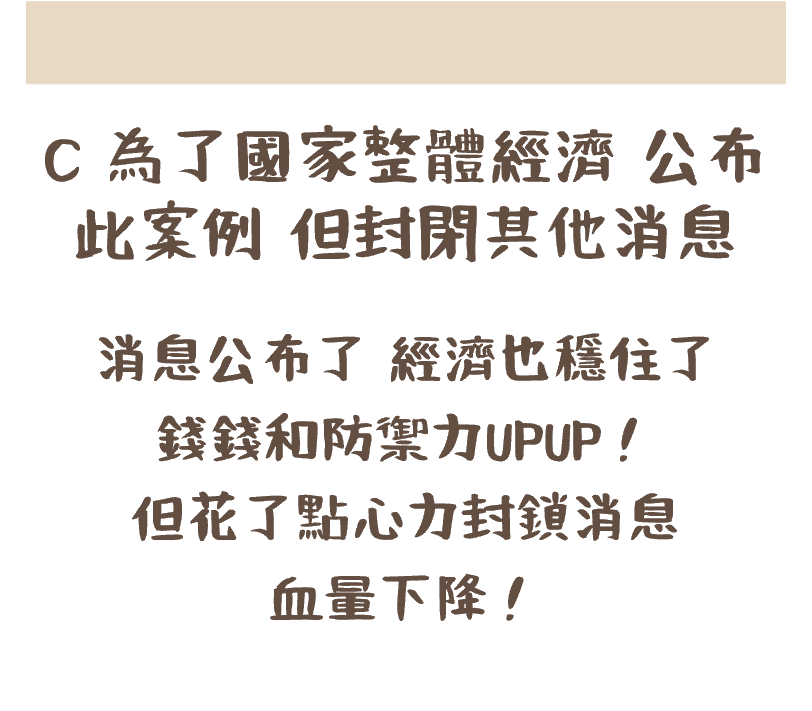 C 為了國家整體經濟 公布
此案例 但封閉其他消息
消息公布了 經濟也穩住了
錢錢和防禦力UPUP！
但花了點心力封鎖消息
血量下降！